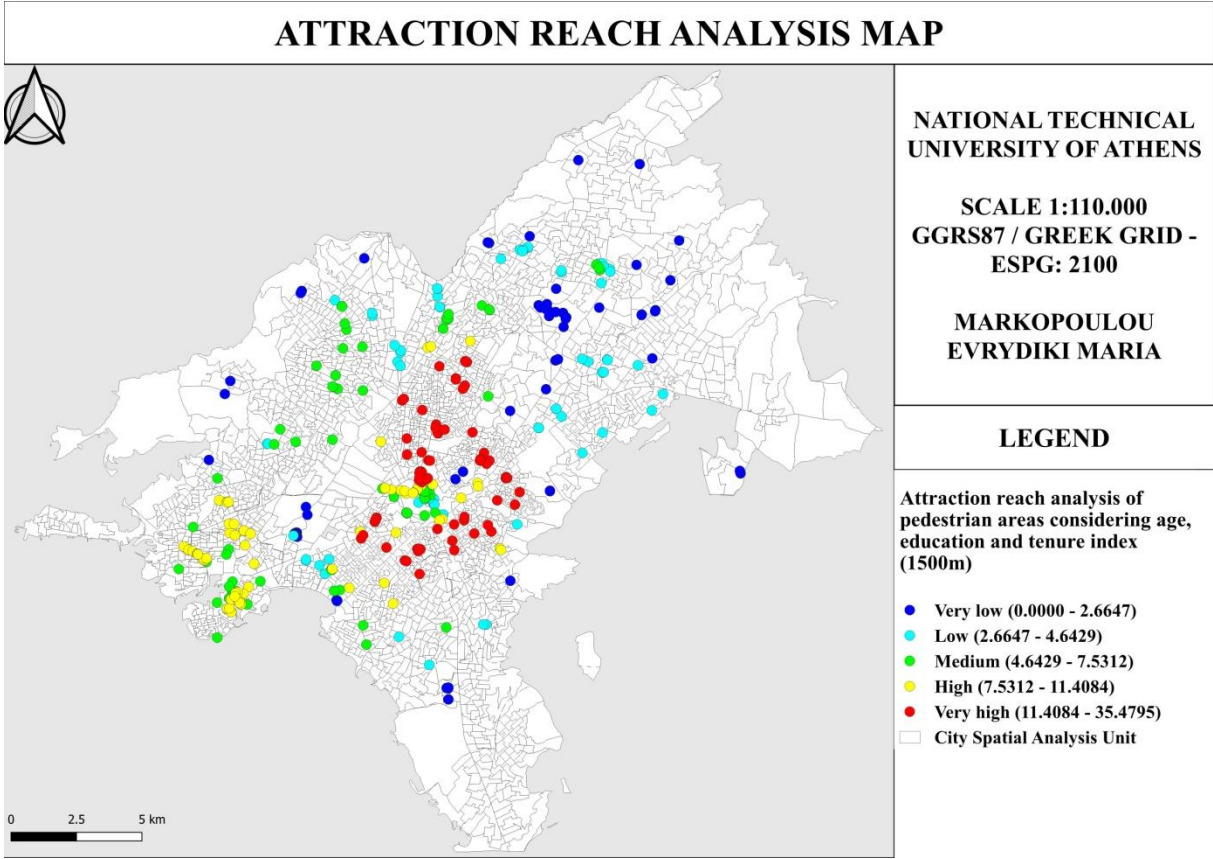 ATTRACTION REACH ANALYSIS MAP
NATIONAL TECHNICAL
UNIVERSITY OF ATHENS
SCALE 1:110.000
GGRS87 / GREEK GRID -
ESPG: 2100
MARKOPOULOU
EVRYDIKI MARIA
LEGEND
Attraction reach analysis of
pedestrian areas considering age,
education and tenure index
(1500m)
Very low (0.0000 - 2.6647)
Low (2.6647 - 4.6429)
Medium (4.6429 - 7.5312)
High (7.5312 - 11.4084)
Very high (11.4084 - 35.4795)
City Spatial Analysis Unit
0 2.5 5 km